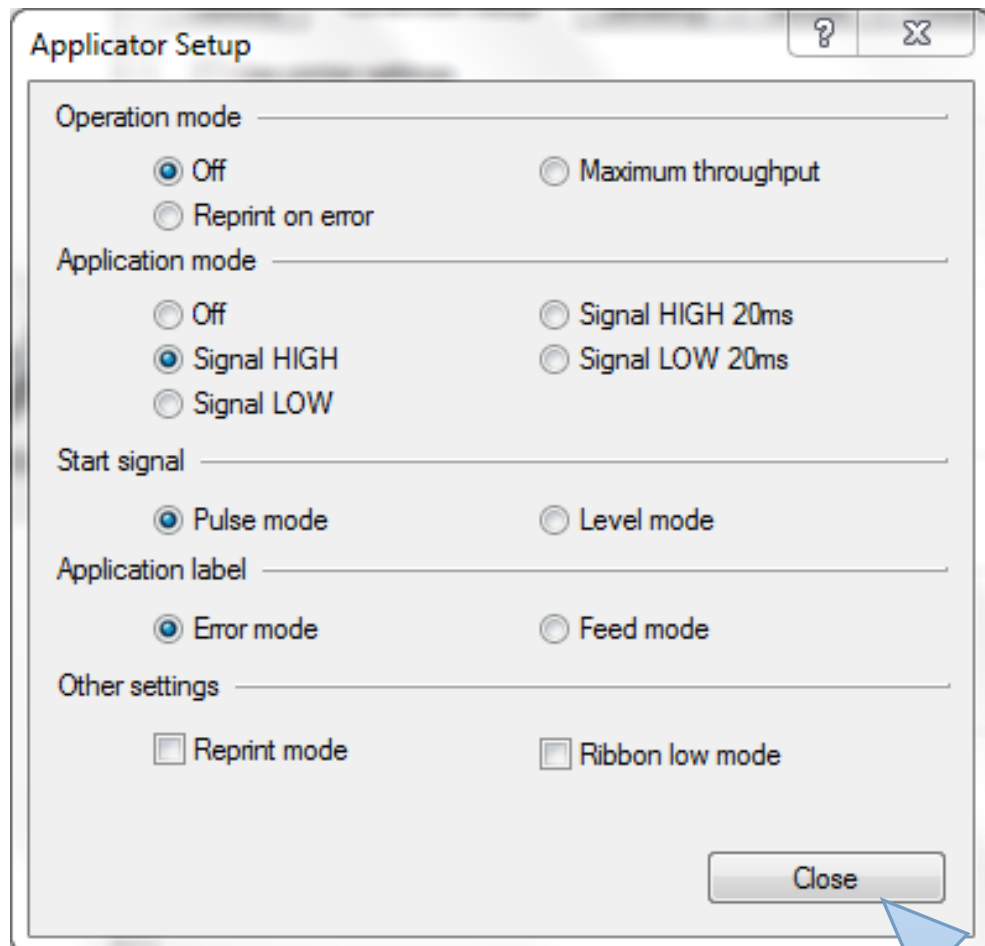 Applicator Setup
Operation mode
Off Maximum throughput
Reprint on error
Application mode
Off Signal HIGH 20ms
Signal HIGH Signal LOW 20ms
Signal LOW
Start signal
Pulse mode Level mode
Application label
Error mode Feed mode
Other settings
Reprint mode Ribbon low mode
Close